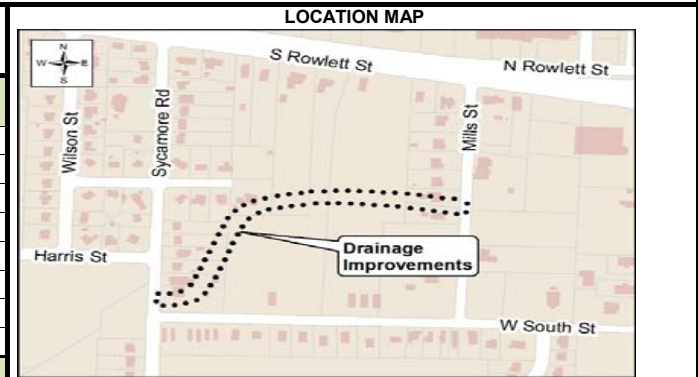 LOCATION MAP
N
W E
S
S Rowlett St
N Rowlett St
Wilson St
Sycamore Rd
Mills St
Harris St
Drainage
Improvements
W South St